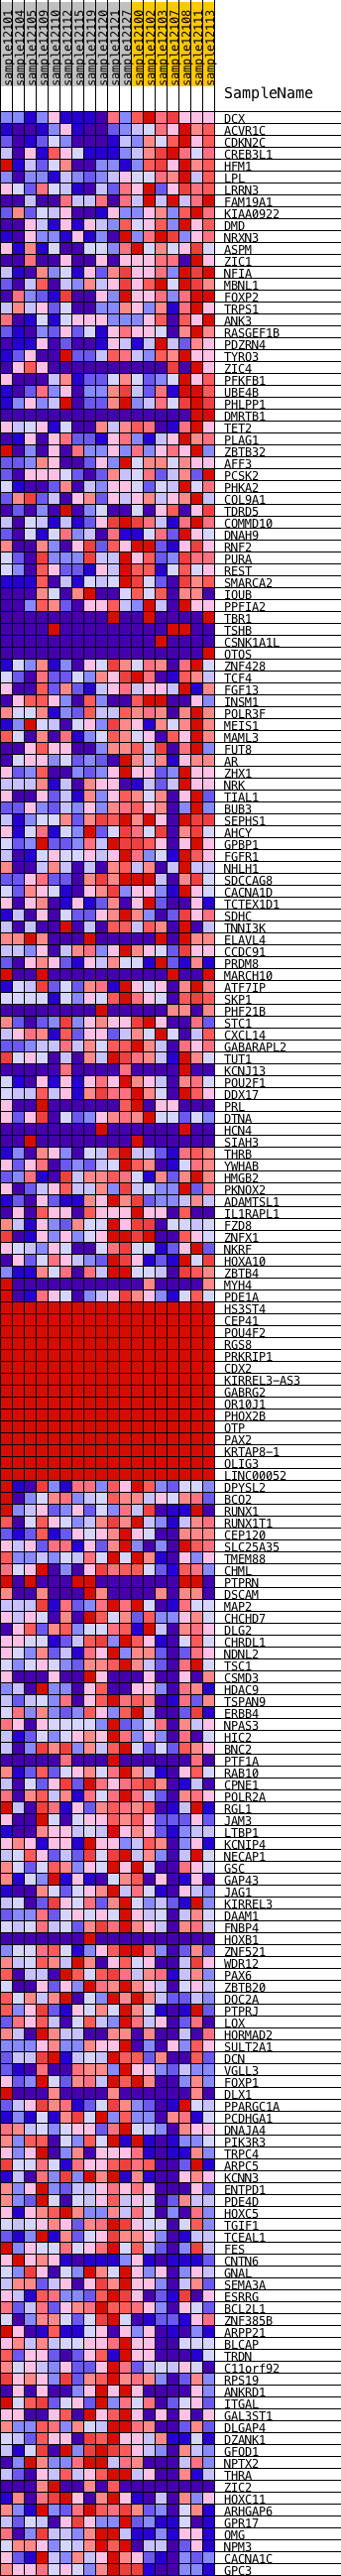 sample12101
sample12104
sample12105
sample12109
sample12110
sample12112
sample12115
sample12119
sample12120
sample12100
sample12102
sample12103
sample12107
sample12108
sample12111
sample12113
SampleName
DCX
ACVR1C
CDKN2C
CREB3L1
HFM1
LPL
LRRN3
FAM19A1
KIAA0922
DMD
NRXN3
ASPM
ZIC1
NFIA
MBNL1
FOXP2
TRPS1
ANK3
RASGEF1B
PDZRN4
TYRO3
ZIC4
PFKFB1
UBE4B
PHLPP1
DMRTB1
TET2
PLAG1
ZBTB32
AFF3
PCSK2
PHKA2
COL9A1
TDRD5
COMMD10
DNAH9
RNF2
PURA
REST
SMARCA2
IQUB
PPFIA2
TBR1
TSHB
CSNK1A1L
OTOS
ZNF428
TCF4
FGF13
INSM1
POLR3F
MEIS1
MAML3
FUT8
AR
ZHX1
NRK
TIAL1
BUB3
SEPHS1
AHCY
GPBP1
FGFR1
NHLH1
SDCCAG8
CACNA1D
TCTEX1D1
SDHC
TNNI3K
ELAVL4
CCDC91
PRDM8
MARCH10
ATF7IP
SKP1
PHF21B
STC1
CXCL14
GABARAPL2
TUT1
KCNJ13
POU2F1
DDX17
PRL
DTNA
HCN4
SIAH3
THRB
YWHAB
HMGB2
PKNOX2
ADAMTSL1
IL1RAPL1
FZD8
ZNFX1
NKRF
HOXA10
ZBTB4
MYH4
PDE1A
HS3ST4
CEP41
POU4F2
RGS8
PRKRIP1
CDX2
KIRREL3-AS3
GABRG2
OR10J1
PHOX2B
OTP
PAX2
KRTAP8-1
OLIG3
LINC00052
DPYSL2
BCO2
RUNX1
RUNX1T1
CEP120
SLC25A35
TMEM88
CHML
PTPRN
DSCAM
MAP2
CHCHD7
DLG2
CHRDL1
NDNL2
TSC1
CSMD3
HDAC9
TSPAN9
ERBB4
NPAS3
HIC2
BNC2
PTF1A
RAB10
CPNE1
POLR2A
RGL1
JAM3
LTBP1
KCNIP4
NECAP1
GSC
GAP43
JAG1
KIRREL3
DAAM1
FNBP4
HOXB1
ZNF521
WDR12
PAX6
ZBTB20
DOC2A
PTPRJ
LOX
HORMAD2
SULT2A1
DCN
VGLL3
FOXP1
DLX1
PPARGC1A
PCDHGA1
DNAJA4
PIK3R3
TRPC4
ARPC5
KCNN3
ENTPD1
PDE4D
HOXC5
TGIF1
TCEAL1
FES
CNTN6
GNAL
SEMA3A
ESRRG
BCL2L1
ZNF385B
ARPP21
BLCAP
TRDN
C11orf92
RPS19
ANKRD1
ITGAL
GAL3ST1
DLGAP4
DZANK1
GFOD1
NPTX2
THRA
ZIC2
HOXC11
ARHGAP6
GPR17
OMG
NPM3
CACNA1C
GPC3